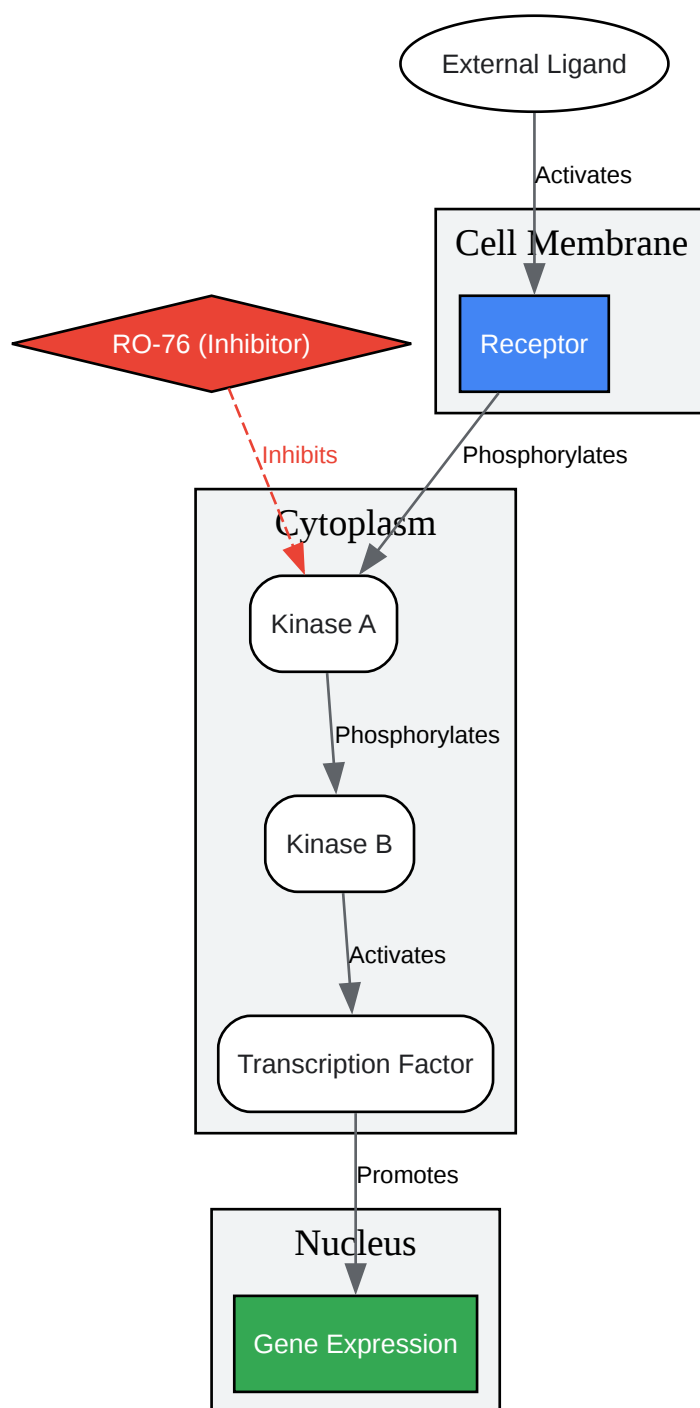 External Ligand
Activates
Cell Membrane
RO-76 (Inhibitor)
Receptor
Inhibits
Phosphorylates
Cytoplasm
Kinase A
Phosphorylates
Kinase B
Activates
Transcription Factor
Promotes
Nucleus
Gene Expression